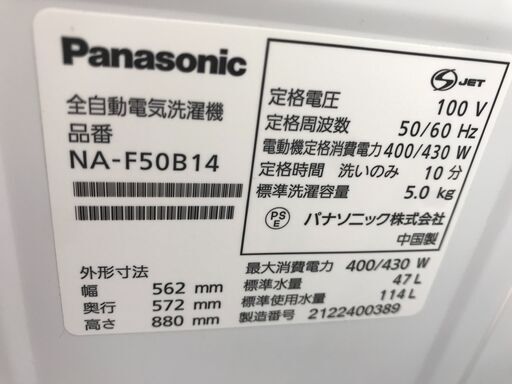 Panasonic
全自動電気洗濯機
品番
NA-F50B14
外形寸法
幅 562 mm
奥行 572 mm
高さ 880 mm
S JET
定格電圧 100 V
定格周波数 50/60 Hz
電動機定格消費電力 400/430 W
定格時間 洗いのみ 10 分
標準洗濯容量 5.0 kg
PS E パナソニック株式会社
中国製
最大消費電力 400/430 W
標準水量 47 L
標準使用水量 114 L
製造番号 2122400389